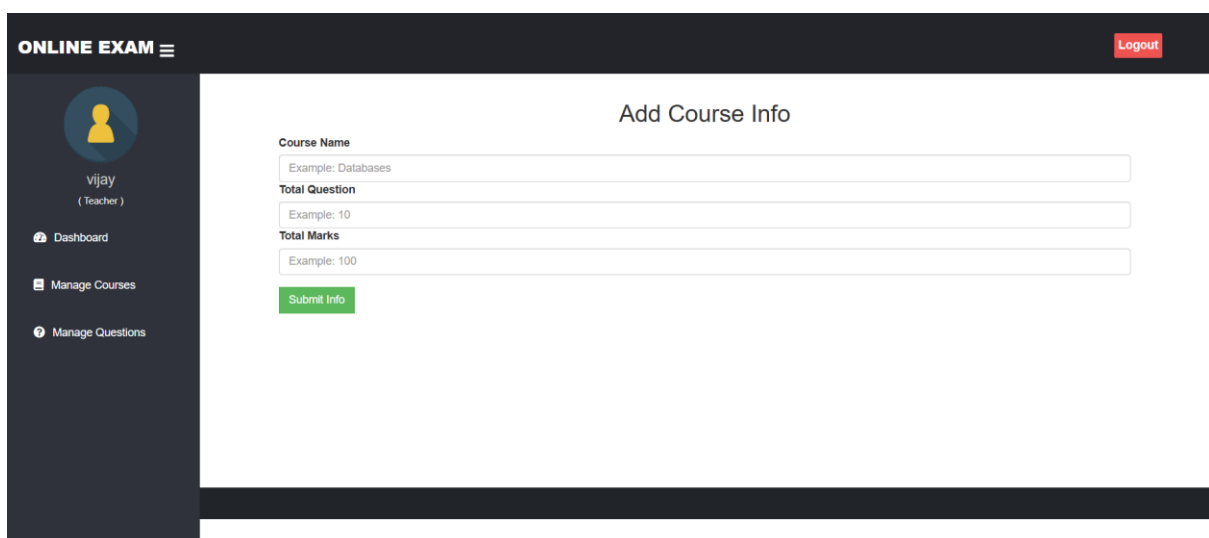 ONLINE EXAM
Logout
vijay
( Teacher )
Dashboard
Manage Courses
Manage Questions
Add Course Info
Course Name
Example: Databases
Total Question
Example: 10
Total Marks
Example: 100
Submit Info